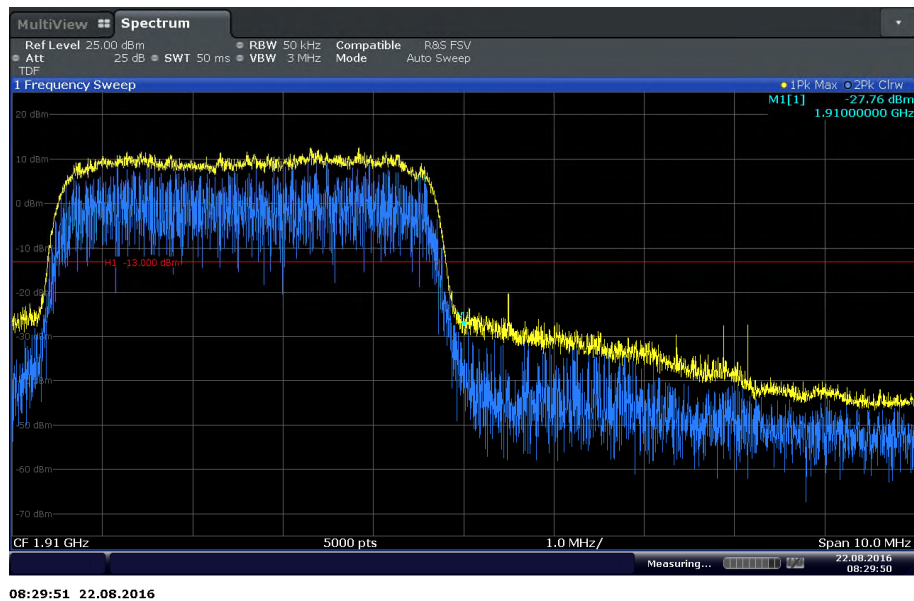 MultiView Spectrum
Ref Level 25.00 dBm RBW 50 kHz Compatible R&S FSV
Att 25 dB SWT 50 ms VBW 3 MHz Mode Auto Sweep
TDF
1 Frequency Sweep 1Pk Max 2Pk Clrw
M1[1] -27.76 dBm
1.91000000 GHz
20 dBm
10 dBm
0 dBm
-10 dBm
H1 -13.000 dBm
-20 dBm
-30 dBm
-40 dBm
-50 dBm
-60 dBm
-70 dBm
CF 1.91 GHz 5000 pts 1.0 MHz/ Span 10.0 MHz
Measuring... 22.08.2016
08:29:50
08:29:51 22.08.2016